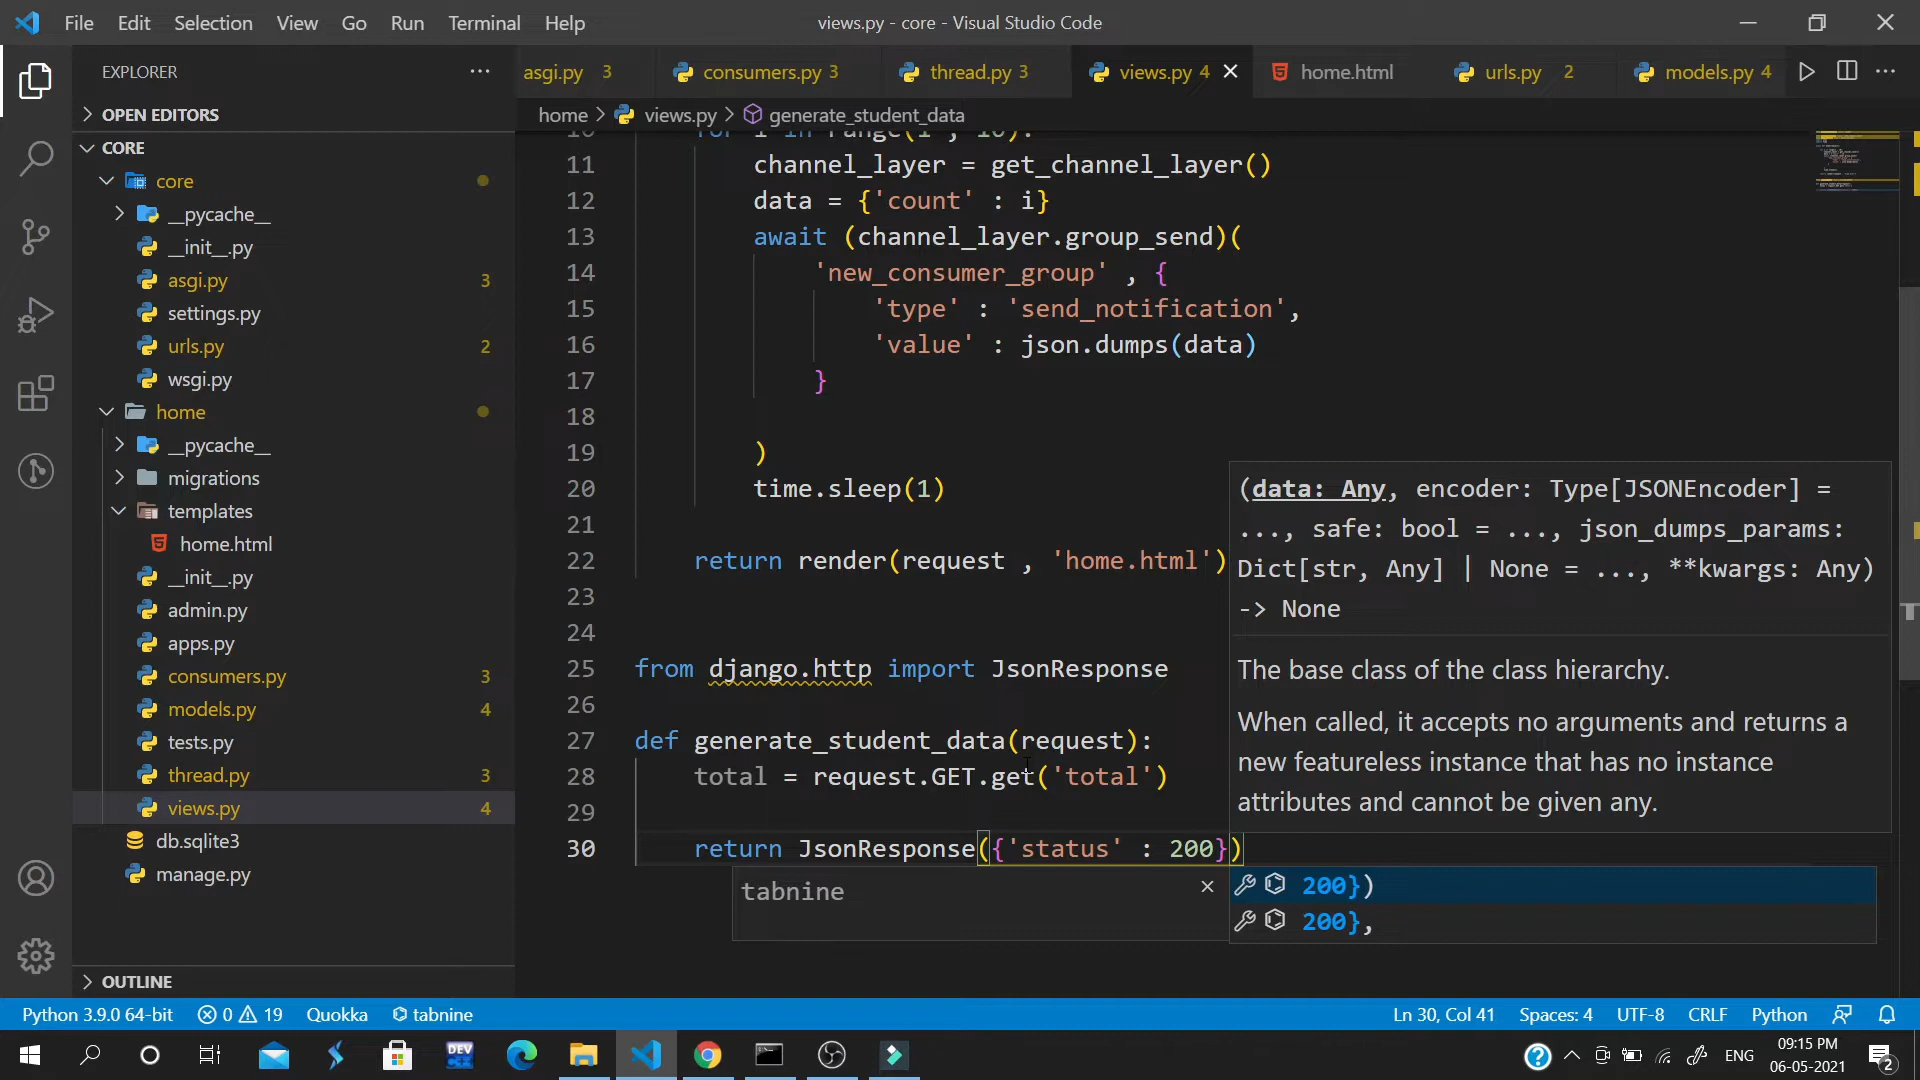 File Edit Selection View Go Run Terminal Help
views.py - core - Visual Studio Code
EXPLORER
OPEN EDITORS
CORE
core
__pycache__
__init__.py
asgi.py 3
settings.py
urls.py 2
wsgi.py
home
__pycache__
migrations
templates
home.html
__init__.py
admin.py
apps.py
consumers.py 3
models.py 4
tests.py
thread.py 3
views.py 4
db.sqlite3
manage.py
OUTLINE
asgi.py 3 consumers.py 3 thread.py 3 views.py 4 home.html urls.py 2 models.py 4
home > views.py > generate_student_data
10 for i in range(1 , 10):
11 channel_layer = get_channel_layer()
12 data = {'count' : i}
13 await (channel_layer.group_send)(
14 'new_consumer_group' , {
15 'type' : 'send_notification',
16 'value' : json.dumps(data)
17 }
18
19 )
20 time.sleep(1)
21
22 return render(request , 'home.html')
23
24
25 from django.http import JsonResponse
26
27 def generate_student_data(request):
28 total = request.GET.get('total')
29
30 return JsonResponse({'status' : 200})
(data: Any, encoder: Type[JSONEncoder] =
..., safe: bool = ..., json_dumps_params:
Dict[str, Any] | None = ..., **kwargs: Any)
-> None
The base class of the class hierarchy.
When called, it accepts no arguments and returns a
new featureless instance that has no instance
attributes and cannot be given any.
tabnine
200})
200},
Python 3.9.0 64-bit 0 19 Quokka tabnine
Ln 30, Col 41 Spaces: 4 UTF-8 CRLF Python
DEV
ENG
09:15 PM
06-05-2021
2